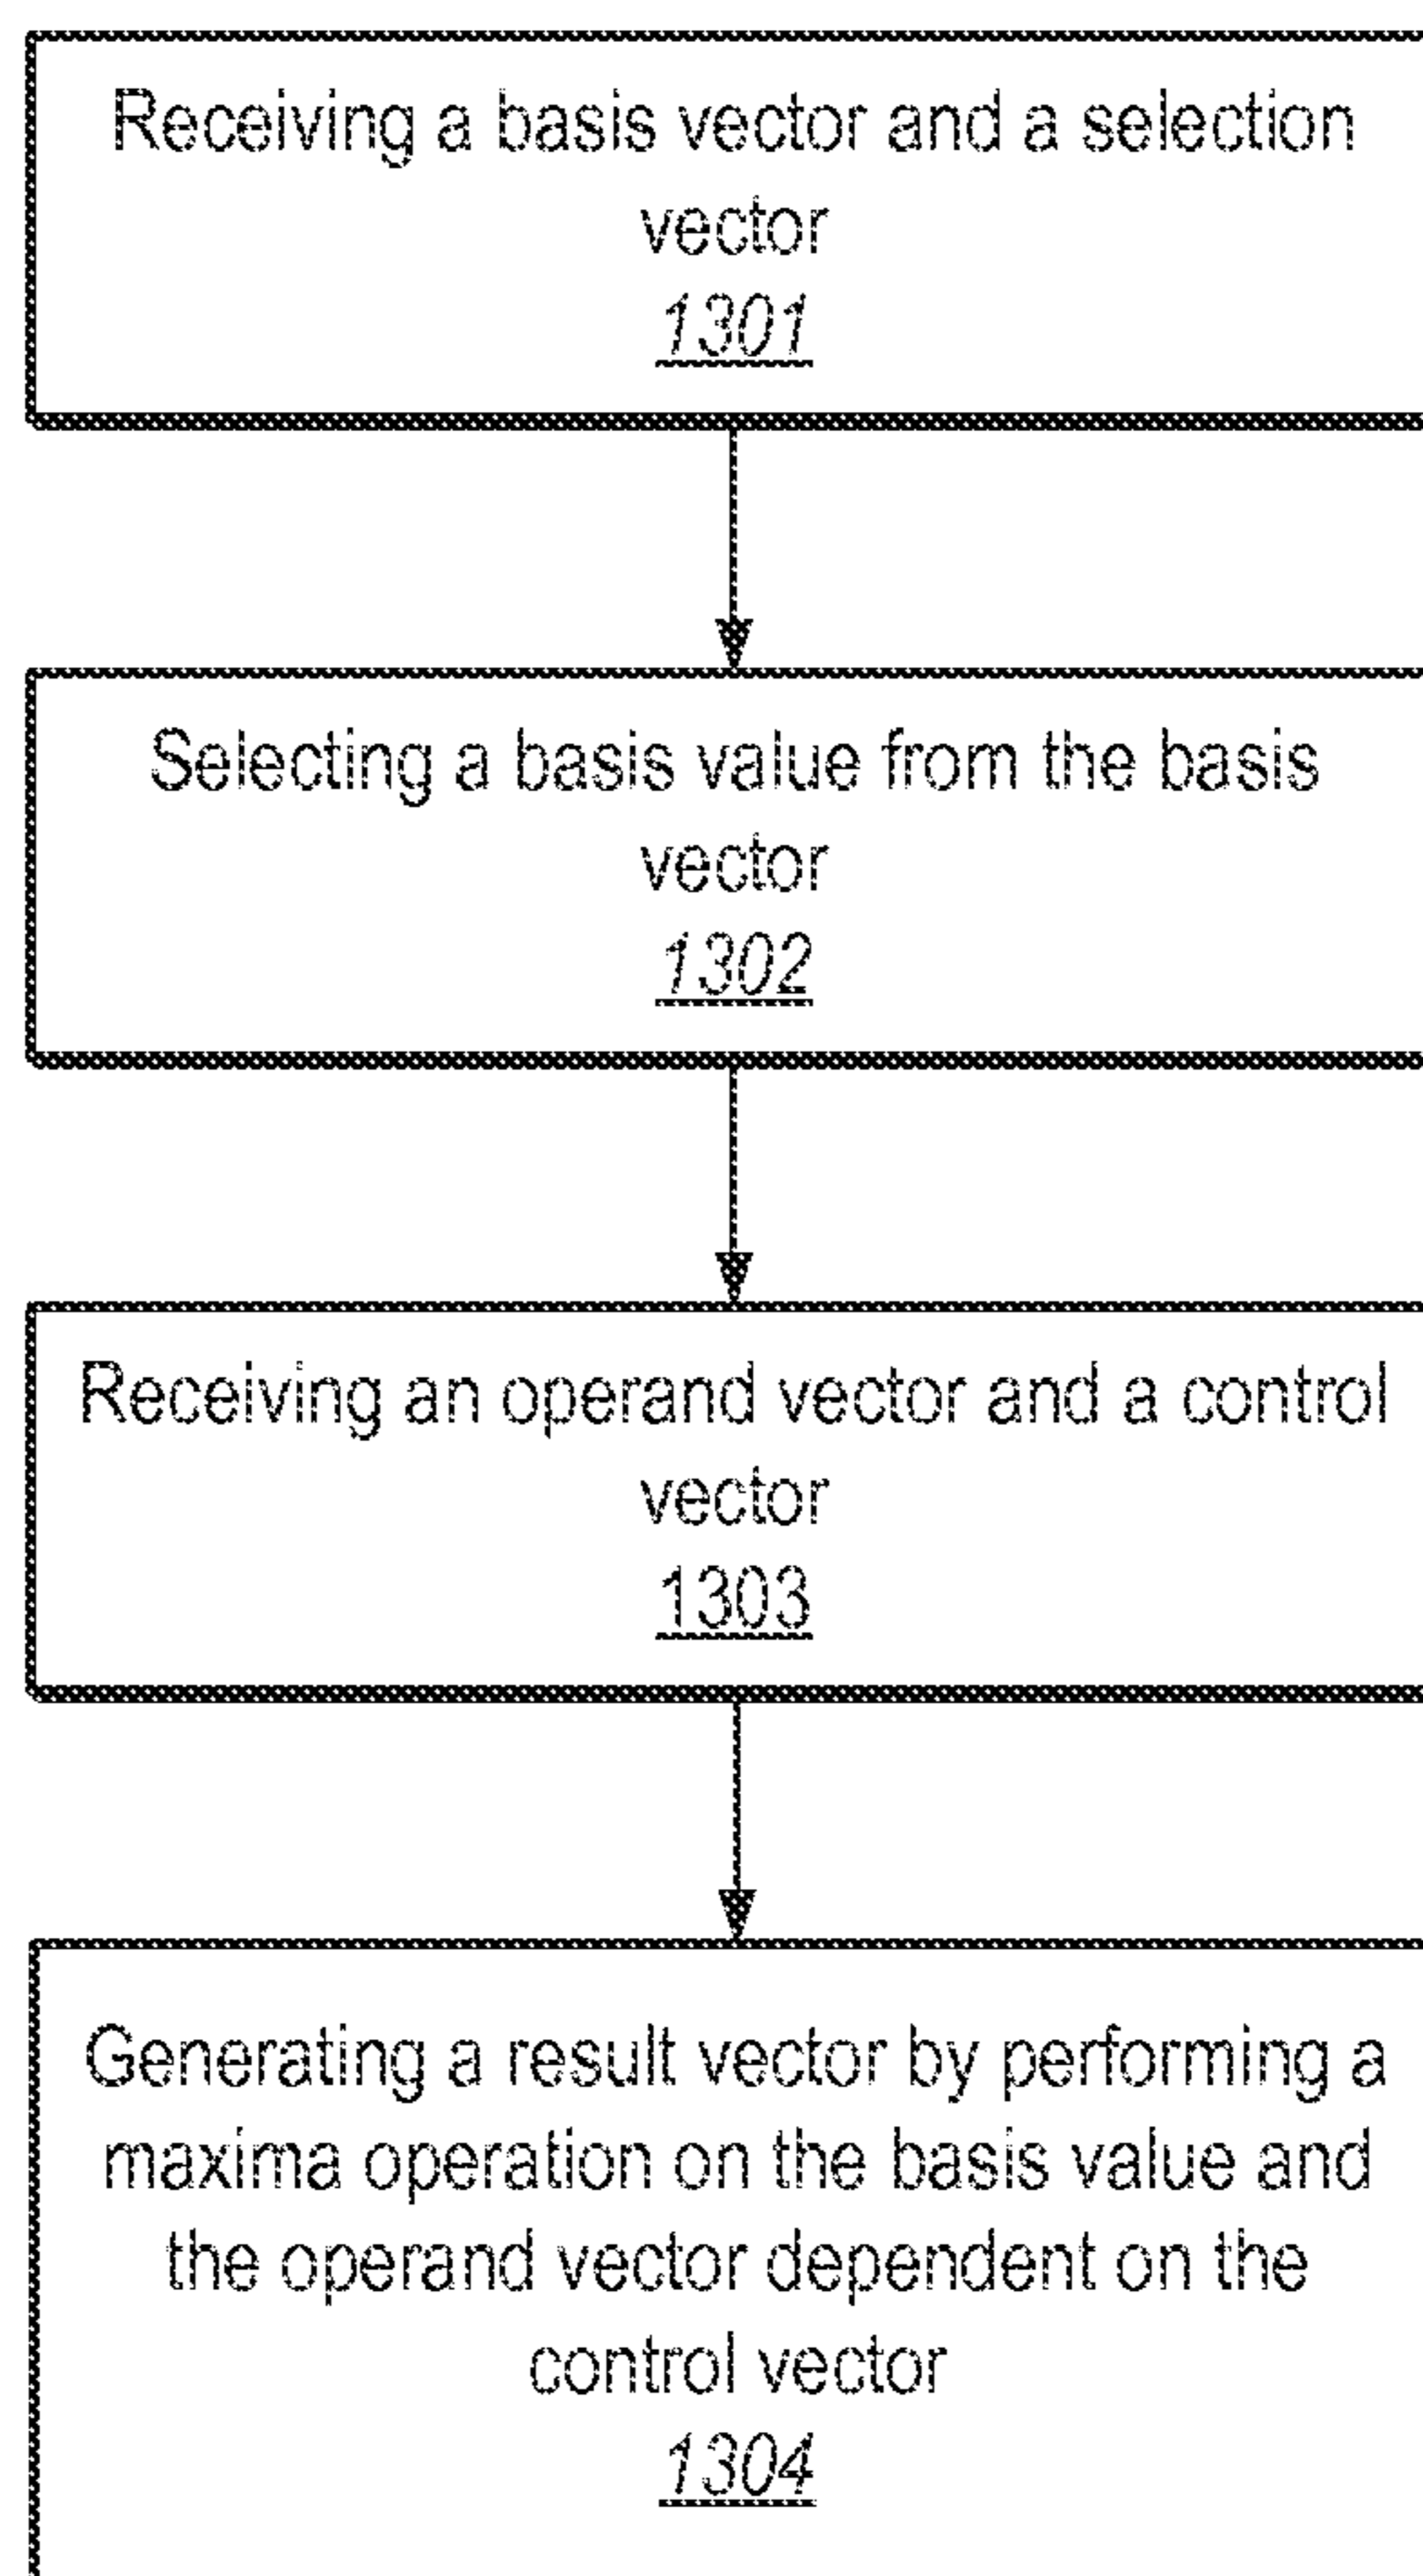 Receiving a basis vector and a selection
vector
1301
Selecting a basis value from the basis
vector
1302
Receiving an operand vector and a control
vector
1303
Generating a result vector by performing a
maxima operation on the basis value and
the operand vector dependent on the
control vector
1304